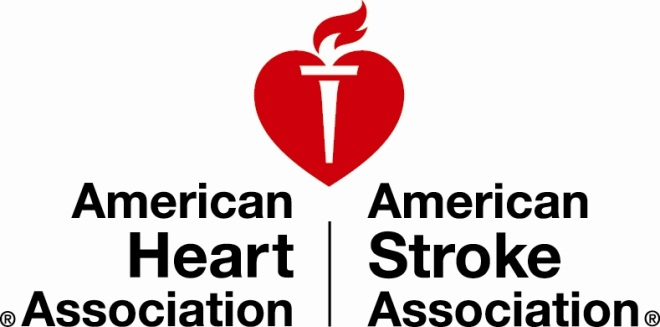 American
Heart
® Association
American
Stroke
Association®